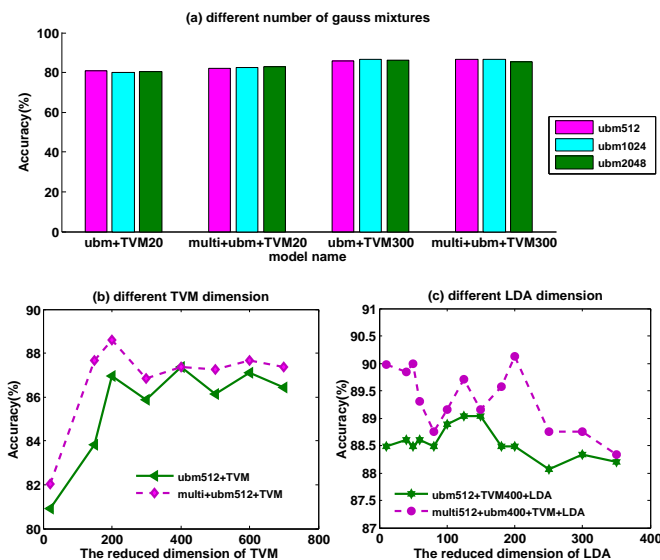 (a) different number of gauss mixtures
100
80
60
40
20
0
Accuracy(%)
ubm+TVM20 multi+ubm+TVM20 ubm+TVM300 multi+ubm+TVM300
model name
ubm512
ubm1024
ubm2048
(b) different TVM dimension
90
88
86
84
82
80
Accuracy(%)
0 200 400 600 800
The reduced dimension of TVM
ubm512+TVM
multi+ubm512+TVM
(c) different LDA dimension
91
90.5
90
89.5
89
88.5
88
87.5
87
Accuracy(%)
0 50 100 150 200 250 300 350 400
The reduced dimension of LDA
ubm512+TVM400+LDA
multi512+ubm400+TVM+LDA